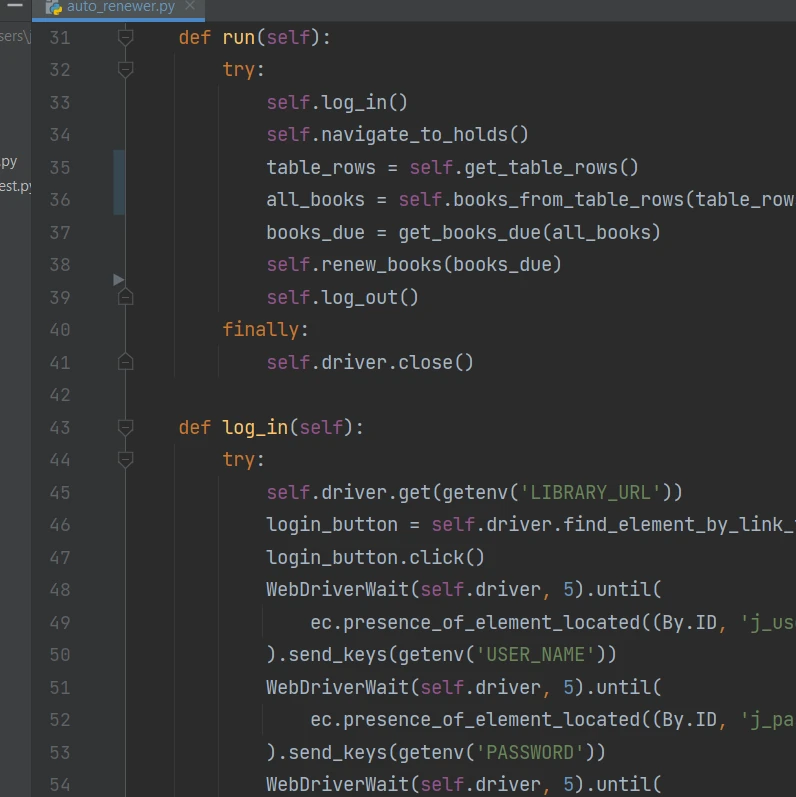 auto_renewer.py
sers\
.py
est.py
31 def run(self):
32 try:
33 self.log_in()
34 self.navigate_to_holds()
35 table_rows = self.get_table_rows()
36 all_books = self.books_from_table_rows(table_row
37 books_due = get_books_due(all_books)
38 self.renew_books(books_due)
39 self.log_out()
40 finally:
41 self.driver.close()
42
43 def log_in(self):
44 try:
45 self.driver.get(getenv('LIBRARY_URL'))
46 login_button = self.driver.find_element_by_link_
47 login_button.click()
48 WebDriverWait(self.driver, 5).until(
49 ec.presence_of_element_located((By.ID, 'j_us
50 ).send_keys(getenv('USER_NAME'))
51 WebDriverWait(self.driver, 5).until(
52 ec.presence_of_element_located((By.ID, 'j_pa
53 ).send_keys(getenv('PASSWORD'))
54 WebDriverWait(self.driver, 5).until(